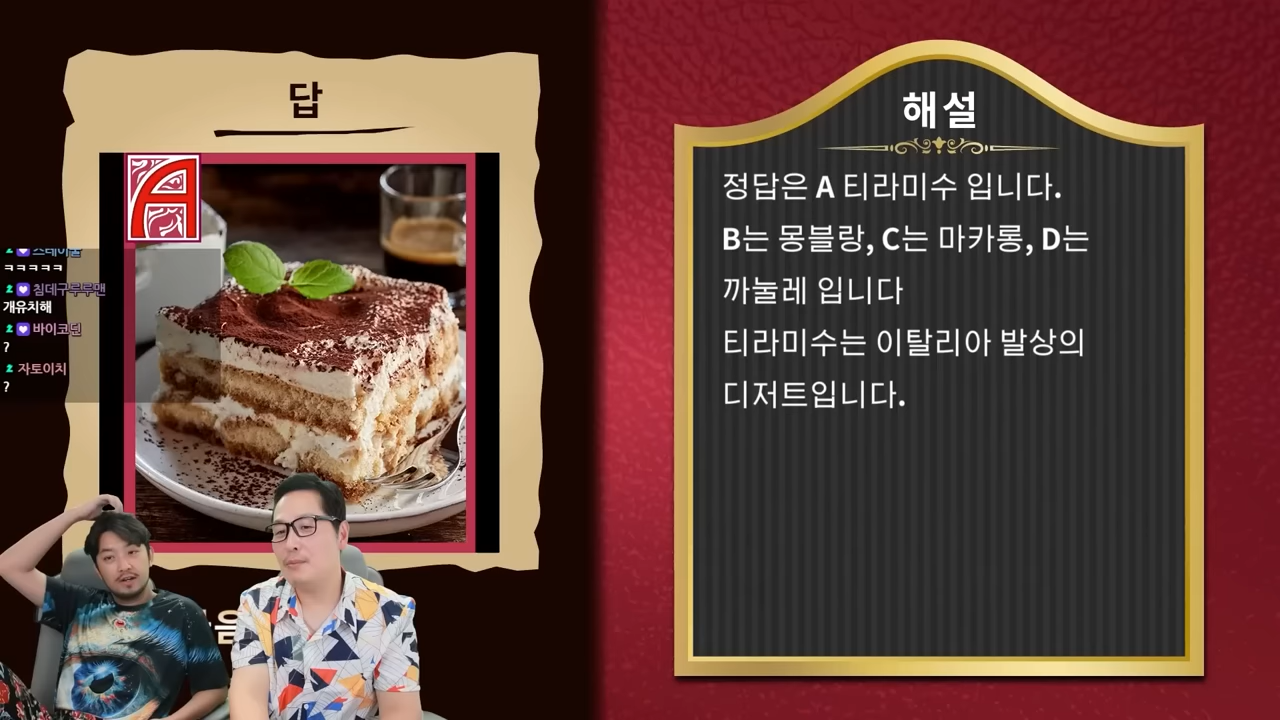 답
A
ㅋㅋㅋㅋㅋ
침데구루루맨
개유치해
바이코딘
?
자토이치
?
해설
정답은 A 티라미수 입니다.
B는 몽블랑, C는 마카롱, D는
까눌레 입니다
티라미수는 이탈리아 발상의
디저트입니다.